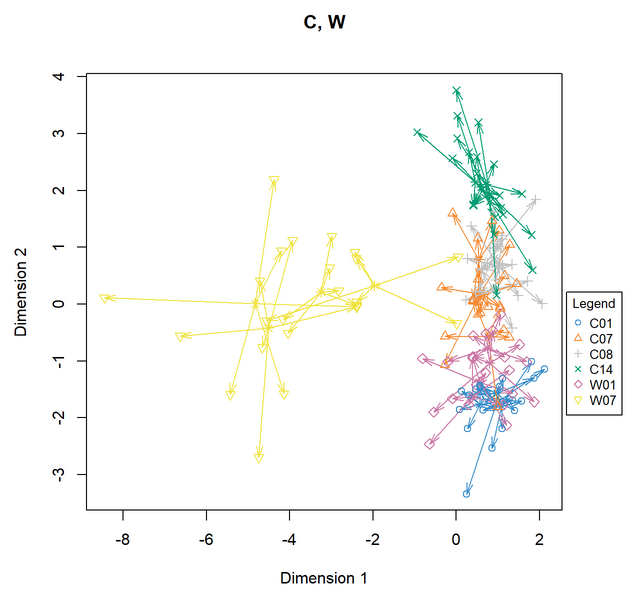 C, W
Dimension 2
4
3
2
1
0
-1
-2
-3
-8
-6
-4
-2
0
2
Dimension 1
Legend
C01
C07
C08
C14
W01
W07